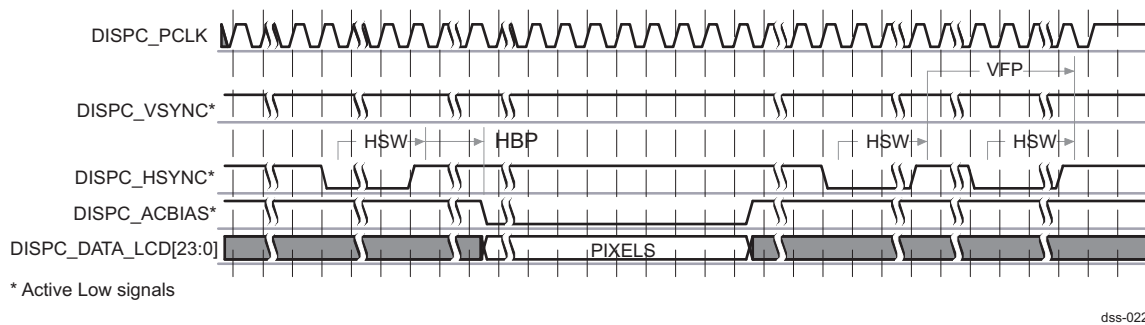 DISPC_PCLK
VFP
DISPC_VSYNC*
HSW HBP HSW HSW
DISPC_HSYNC*
DISPC_ACBIAS*
DISPC_DATA_LCD[23:0] PIXELS
* Active Low signals
dss-022